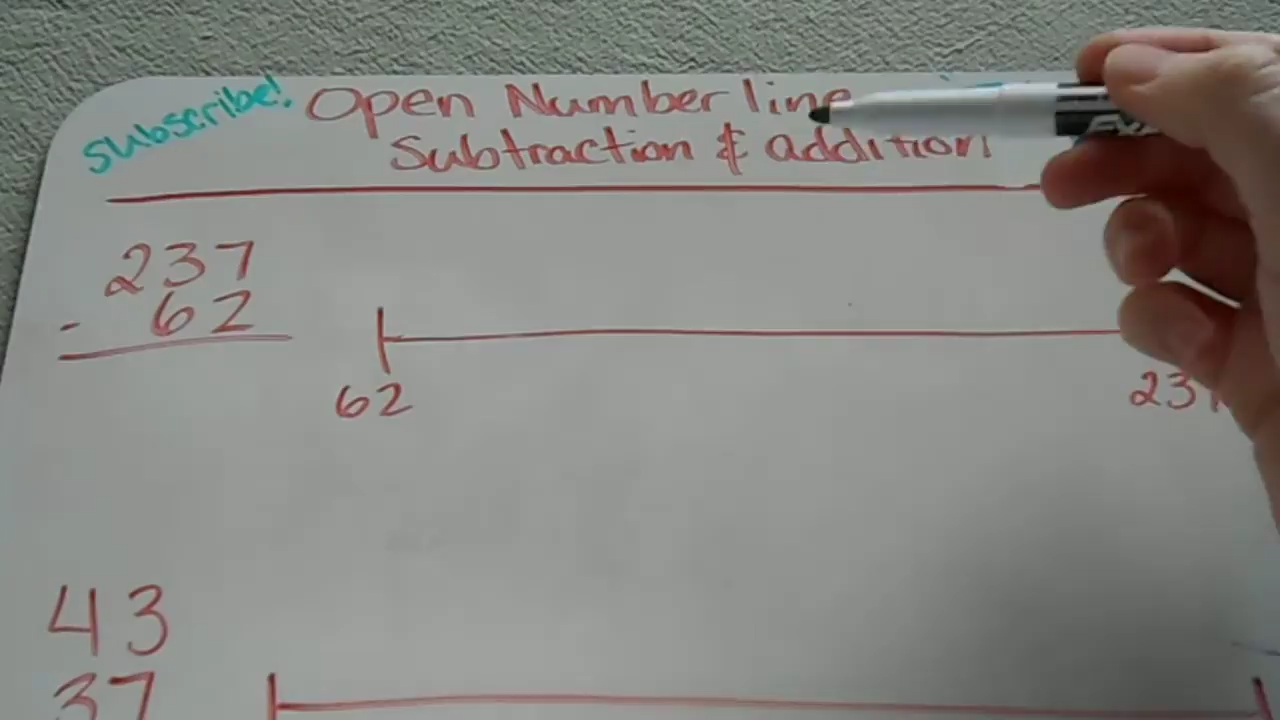 subscribe!
Open Number line
Subtraction & addition
237
- 62
62
43
37